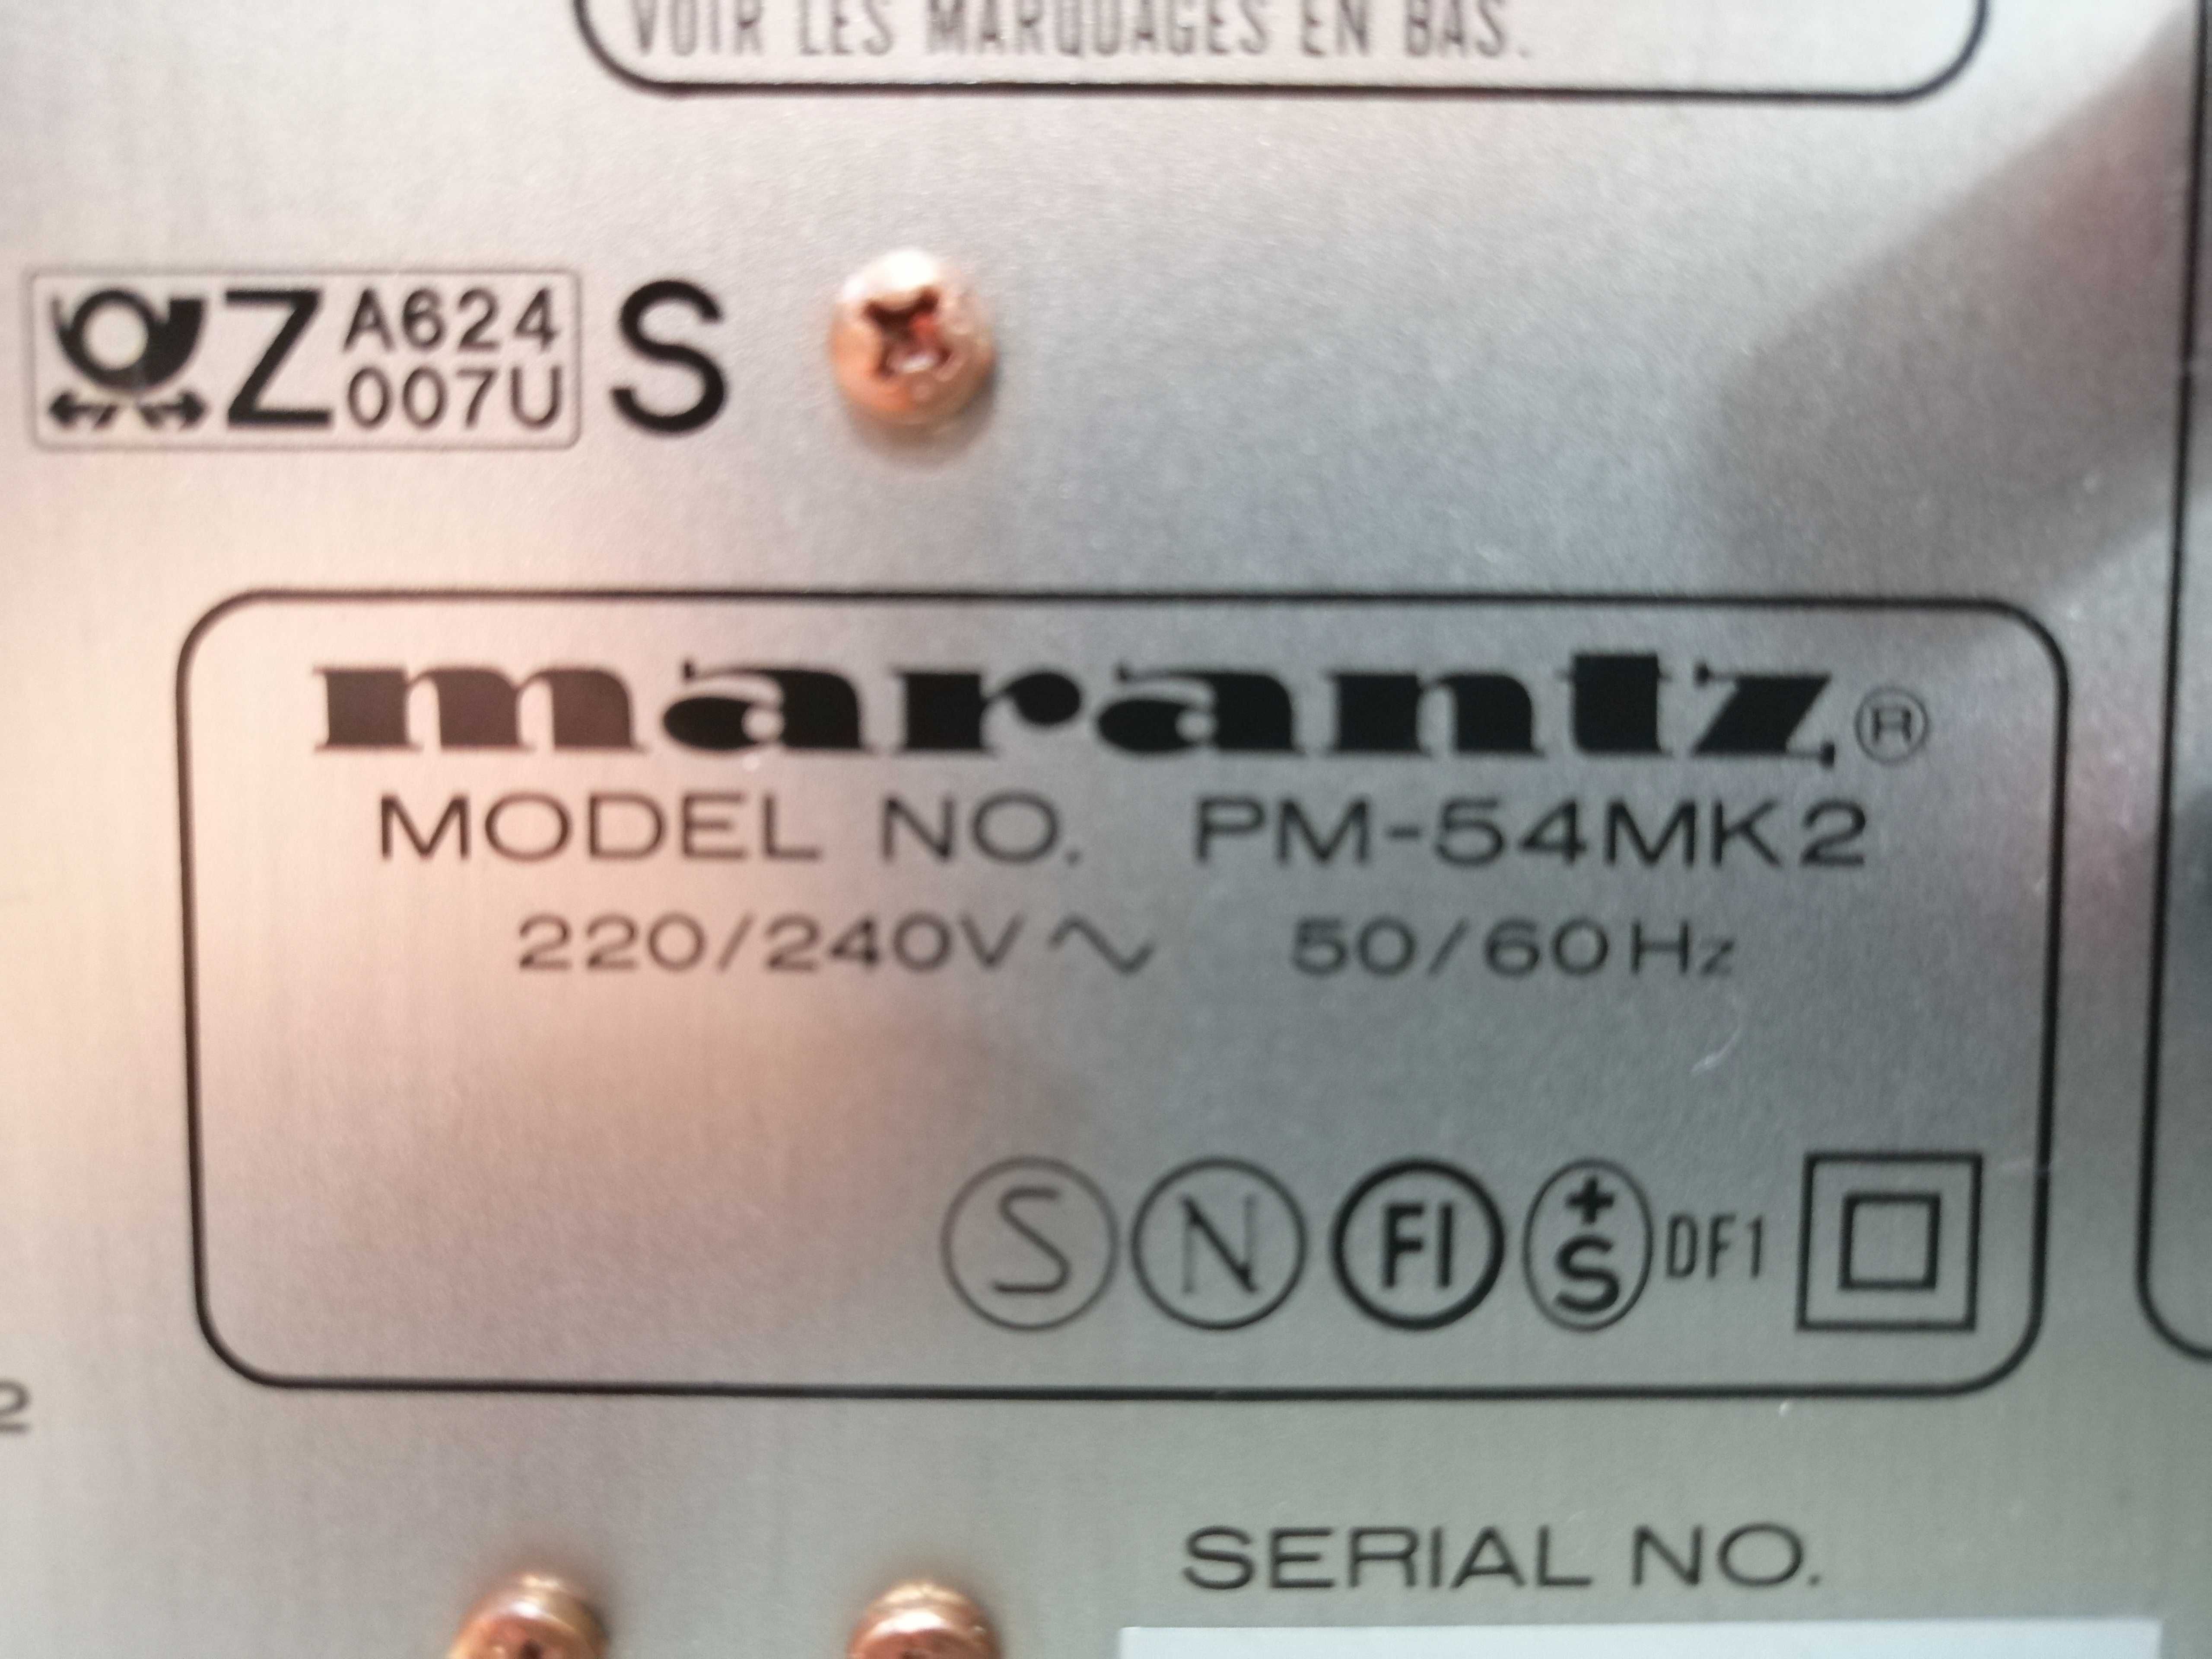 VOIR LES MARQUAGES EN BAS.
Z A624
007U S
marantz®
MODEL NO. PM-54MK2
220/240V∿ 50/60Hz
S N FI +S DF1
2
SERIAL NO.